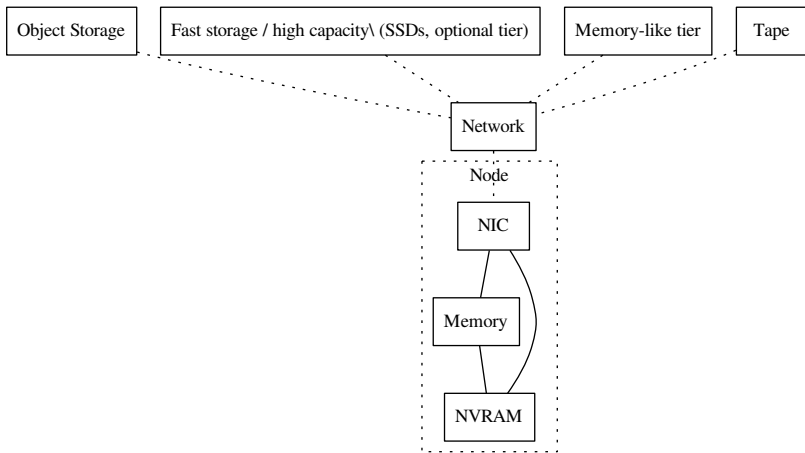 Object Storage
Fast storage / high capacity\ (SSDs, optional tier)
Memory-like tier
Tape
Network
Node
NIC
Memory
NVRAM